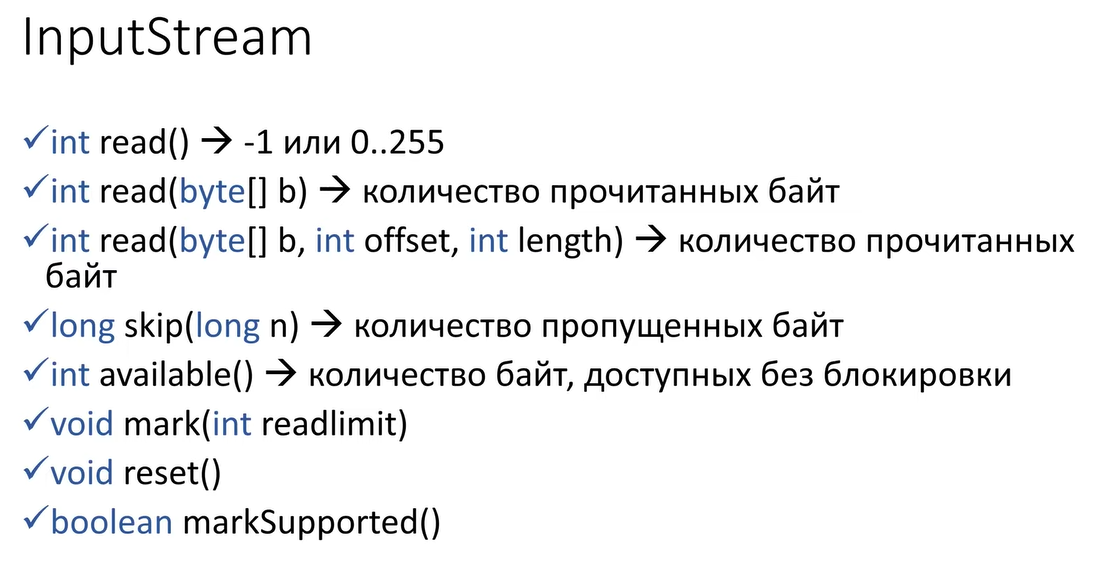 InputStream
✓int read() → -1 или 0..255
✓int read(byte[] b) → количество прочитанных байт
✓int read(byte[] b, int offset, int length) → количество прочитанных
байт
✓long skip(long n) → количество пропущенных байт
✓int available() → количество байт, доступных без блокировки
✓void mark(int readlimit)
✓void reset()
✓boolean markSupported()